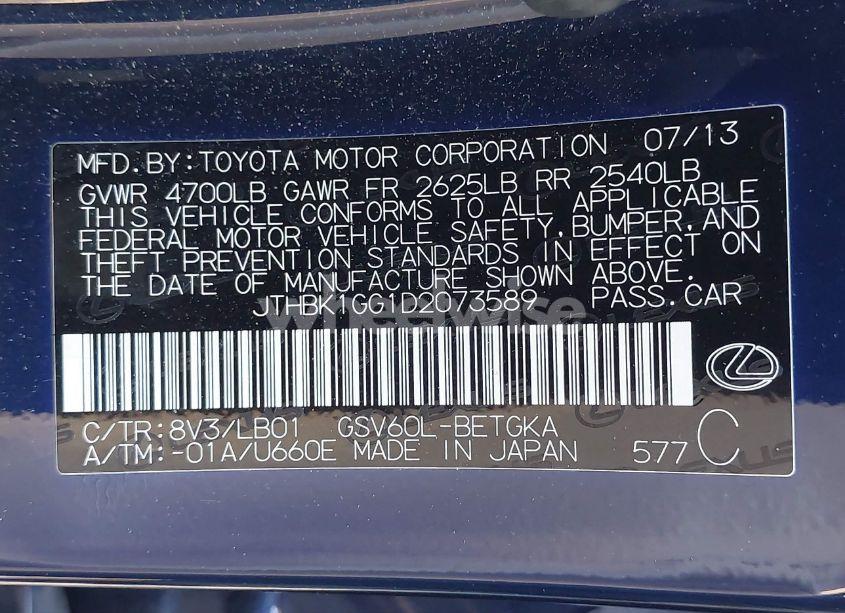 MFD.BY:TOYOTA MOTOR CORPORATION 07/13
GVWR 4700LB GAWR FR 2625LB RR 2540LB
THIS VEHICLE CONFORMS TO ALL APPLICABLE
FEDERAL MOTOR VEHICLE SAFETY,BUMPER,AND
THEFT PREVENTION STANDARDS IN EFFECT ON
THE DATE OF MANUFACTURE SHOWN ABOVE.
JTHBK1GG1D2073589 PASS.CAR
wheelwise
C/TR:8V3/LB01 GSV60L-BETGKA
A/TM:-01A/U660E MADE IN JAPAN 577 C